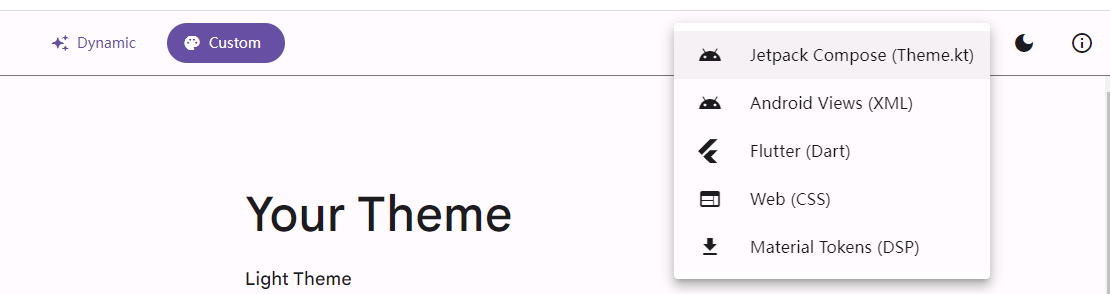 Dynamic
Custom
Jetpack Compose (Theme.kt)
Android Views (XML)
Flutter (Dart)
Web (CSS)
Material Tokens (DSP)
Your Theme
Light Theme